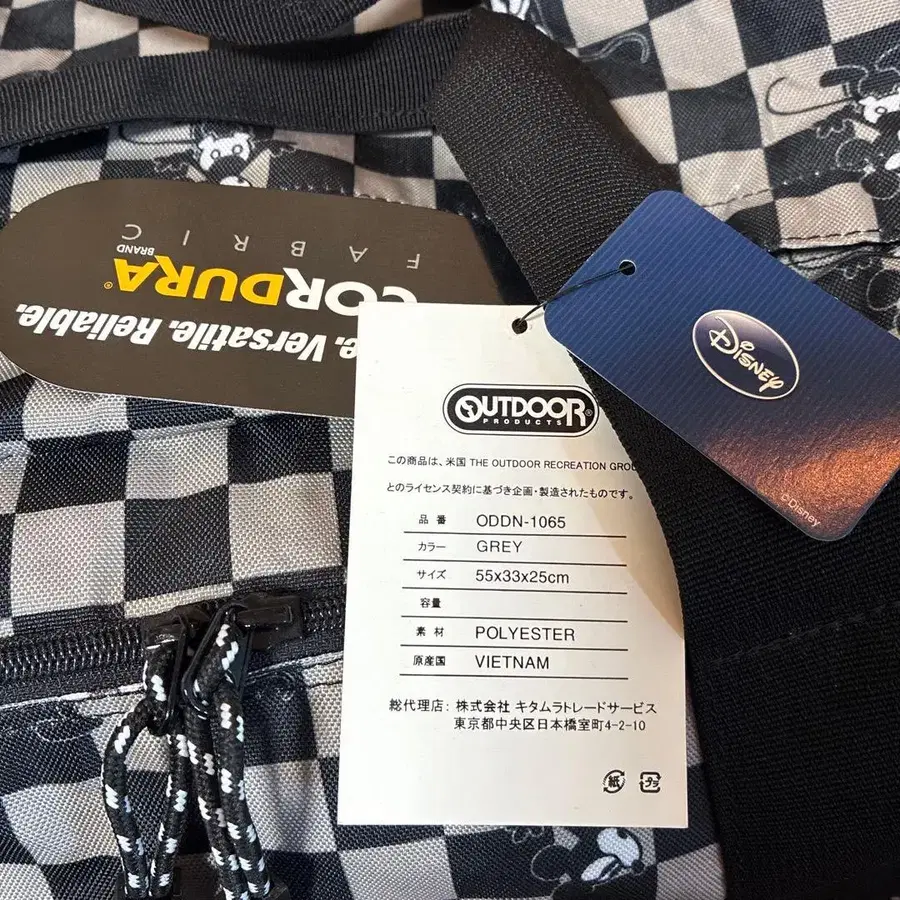 FABRIC
BRAND
CORDURA®
e. Versatile. Reliable.
OUTDOOR®
PRODUCTS
この商品は、米国 THE OUTDOOR RECREATION GROU
とのライセンス契約に基づき企画・製造されたものです。
品 番 ODDN-1065
カラー GREY
サイズ 55x33x25cm
容量
素 材 POLYESTER
原産国 VIETNAM
総代理店: 株式会社 キタムラトレードサービス
東京都中央区日本橋室町4-2-10
紙 プラ
Disney
©Disney